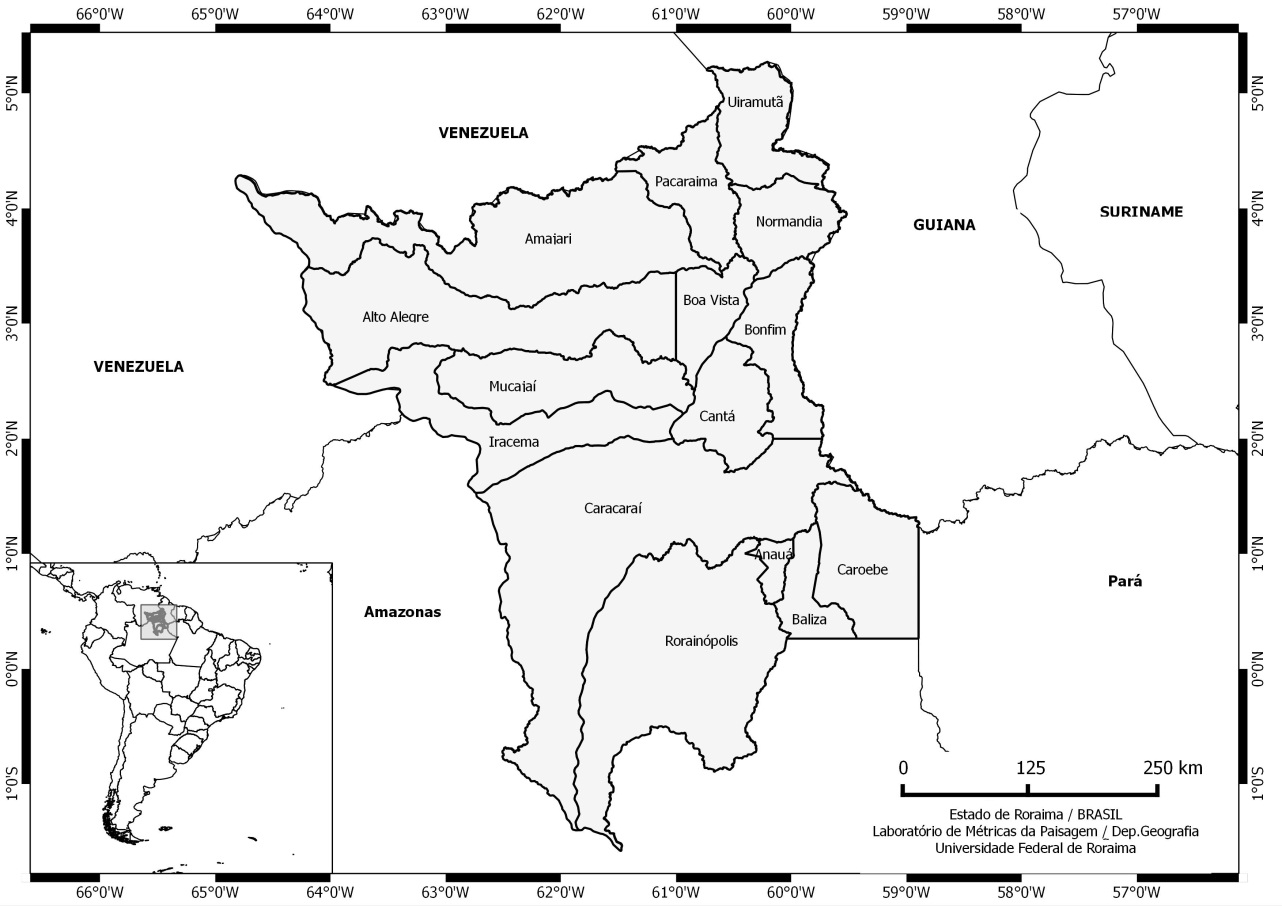 66°0'W 65°0'W 64°0'W 63°0'W 62°0'W 61°0'W 60°0'W 59°0'W 58°0'W 57°0'W
5°0'N 5°0'N
Uiramutã
VENEZUELA
Pacaraima
4°0'N 4°0'N
SURINAME
Normandia
GUIANA
Amajari
Boa Vista
Alto Alegre
3°0'N 3°0'N
Bonfim
VENEZUELA
Mucajaí
Cantá
2°0'N 2°0'N
Iracema
Caracaraí
1°0'N 1°0'N
Anauá
Caroebe
Pará
Amazonas
Baliza
Rorainópolis
0°0'N 0°0'N
0 125 250 km
1°0'S 1°0'S
Estado de Roraima / BRASIL
Laboratório de Métricas da Paisagem / Dep.Geografia
Universidade Federal de Roraima
66°0'W 65°0'W 64°0'W 63°0'W 62°0'W 61°0'W 60°0'W 59°0'W 58°0'W 57°0'W